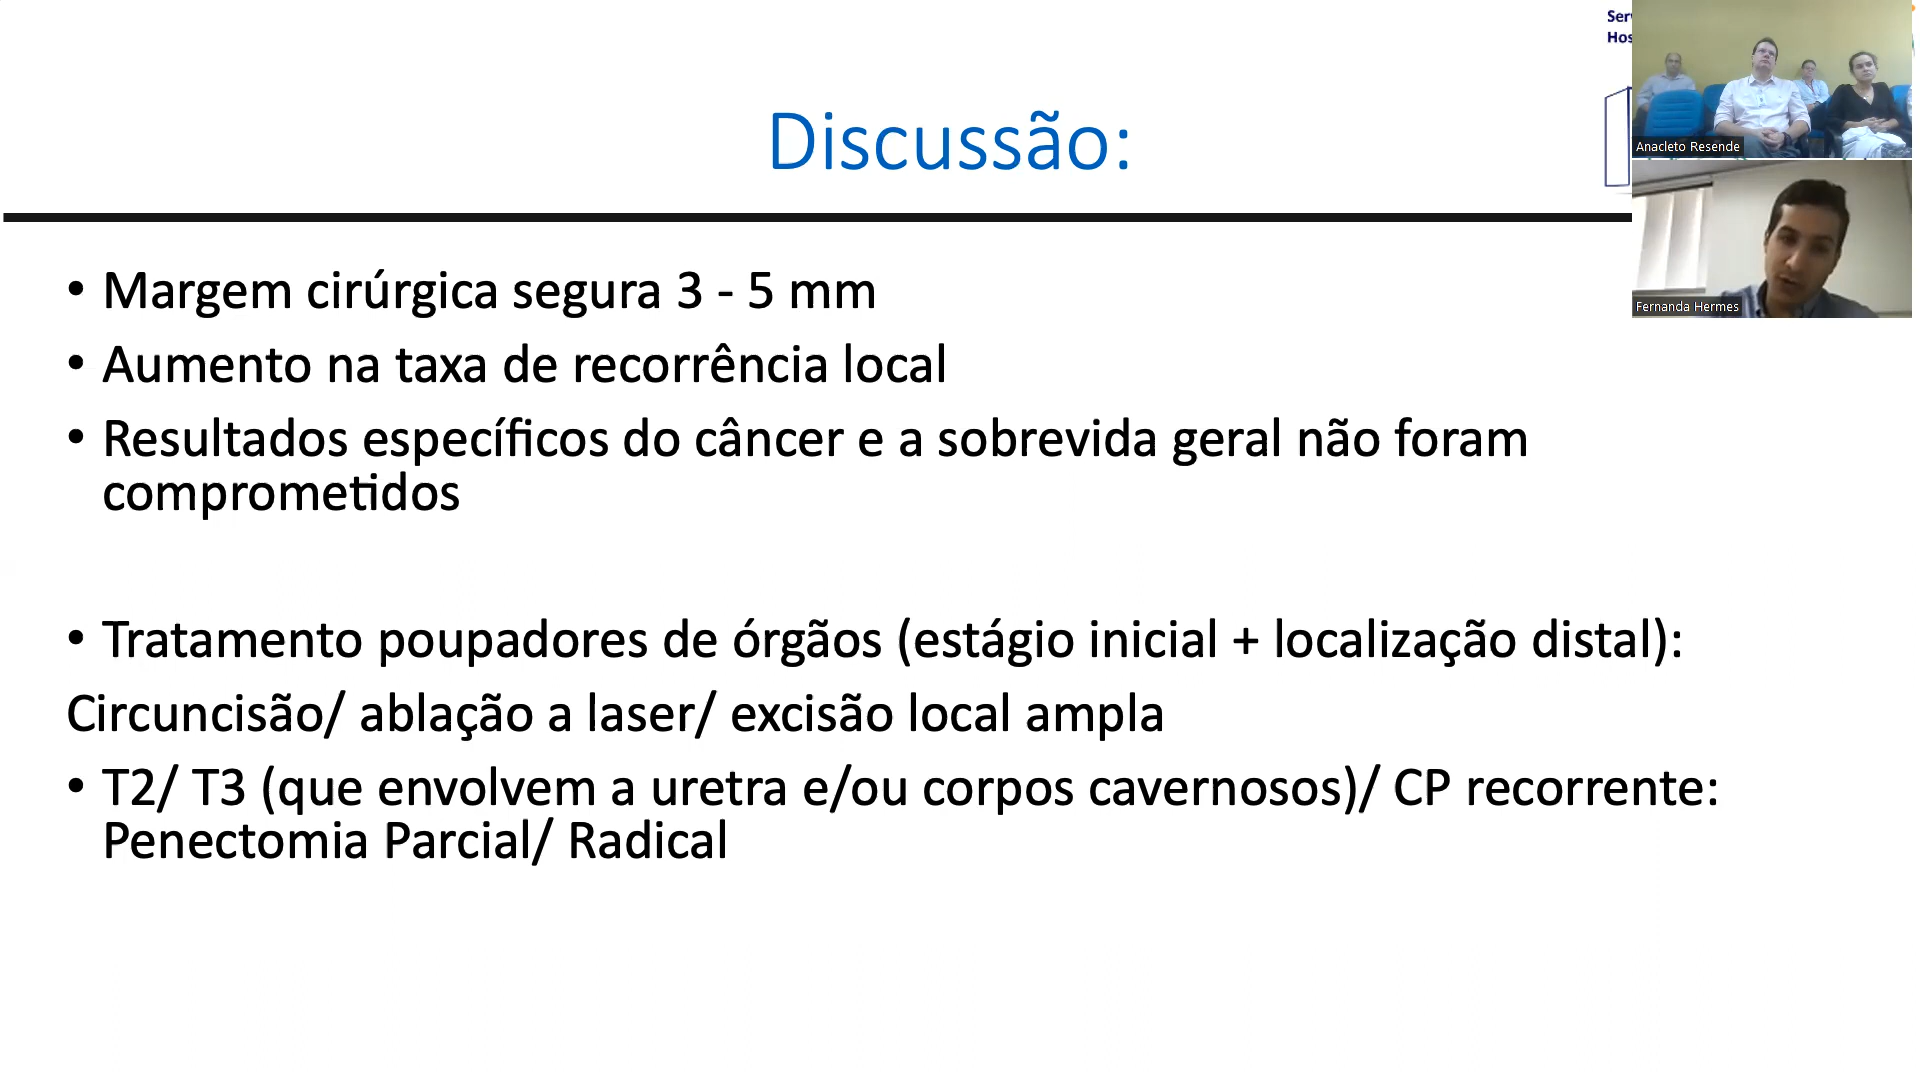 Discussão:
• Margem cirúrgica segura 3 - 5 mm
• Aumento na taxa de recorrência local
• Resultados específicos do câncer e a sobrevida geral não foram
comprometidos
• Tratamento poupadores de órgãos (estágio inicial + localização distal):
Circuncisão/ ablação a laser/ excisão local ampla
• T2/ T3 (que envolvem a uretra e/ou corpos cavernosos)/ CP recorrente:
Penectomia Parcial/ Radical
Anacleto Resende
Fernanda Hermes